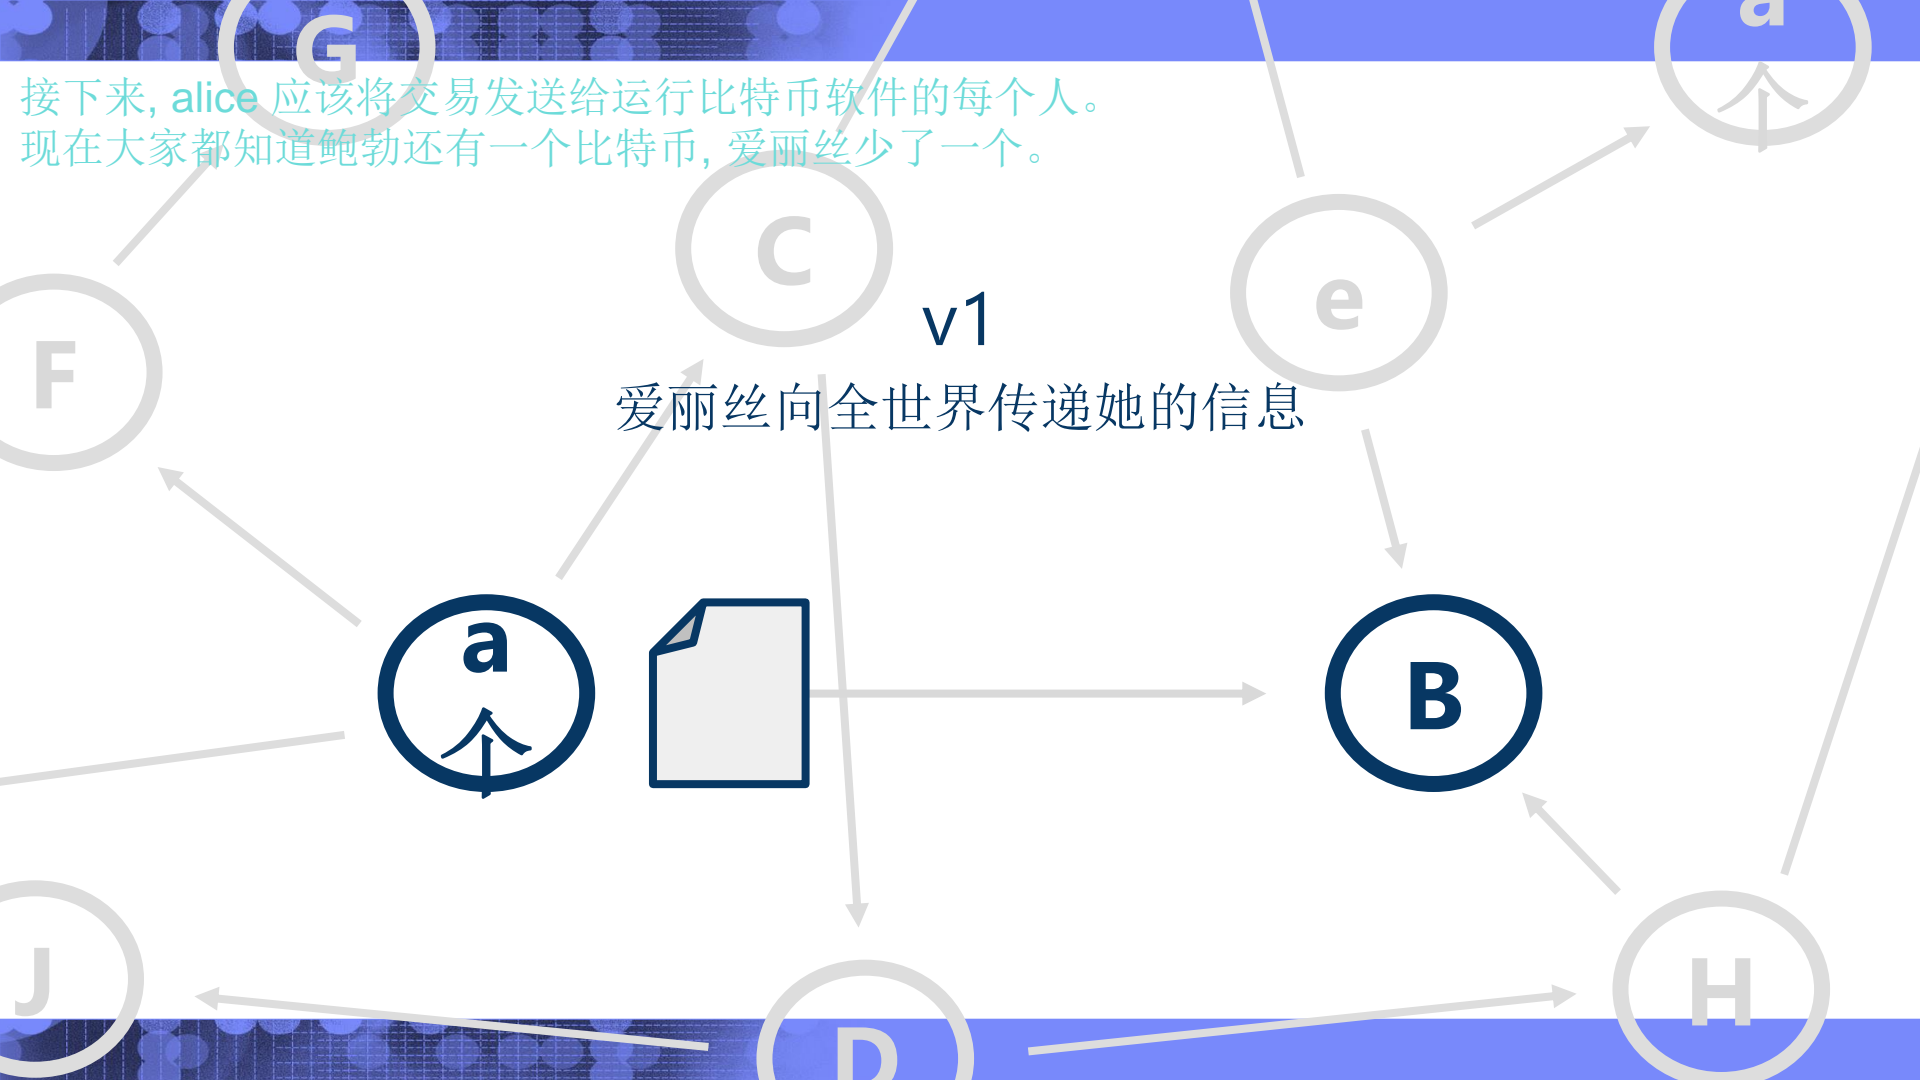 G
a
个
接下来, alice 应该将交易发送给运行比特币软件的每个人。
现在大家都知道鲍勃还有一个比特币, 爱丽丝少了一个。
C
e
v1
F
爱丽丝向全世界传递她的信息
a
个
B
J
H
D